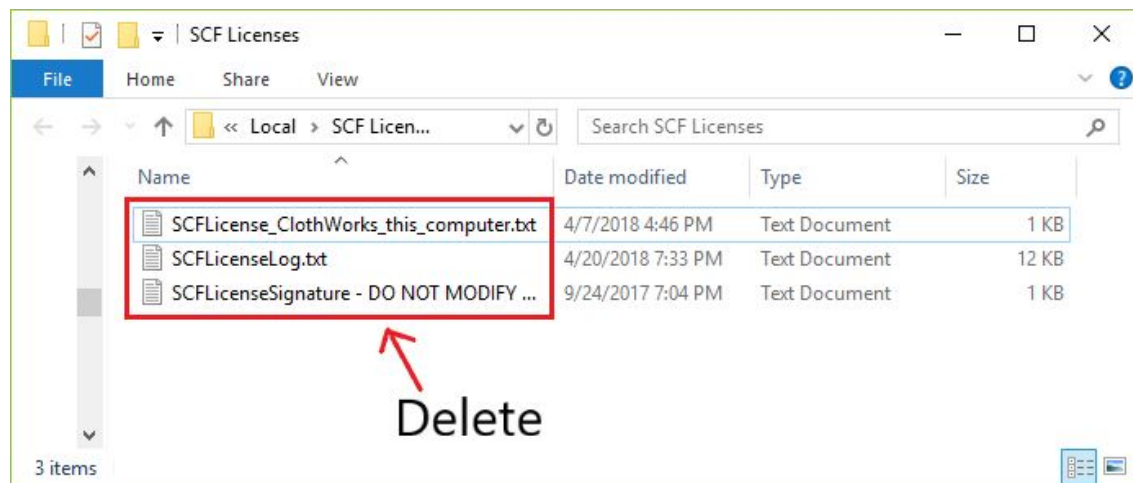 SCF Licenses
File Home Share View
« Local › SCF Licen... Search SCF Licenses
Name Date modified Type Size
SCFLicense_ClothWorks_this_computer.txt 4/7/2018 4:46 PM Text Document 1 KB
SCFLicenseLog.txt 4/20/2018 7:33 PM Text Document 12 KB
SCFLicenseSignature - DO NOT MODIFY ... 9/24/2017 7:04 PM Text Document 1 KB
Delete
3 items